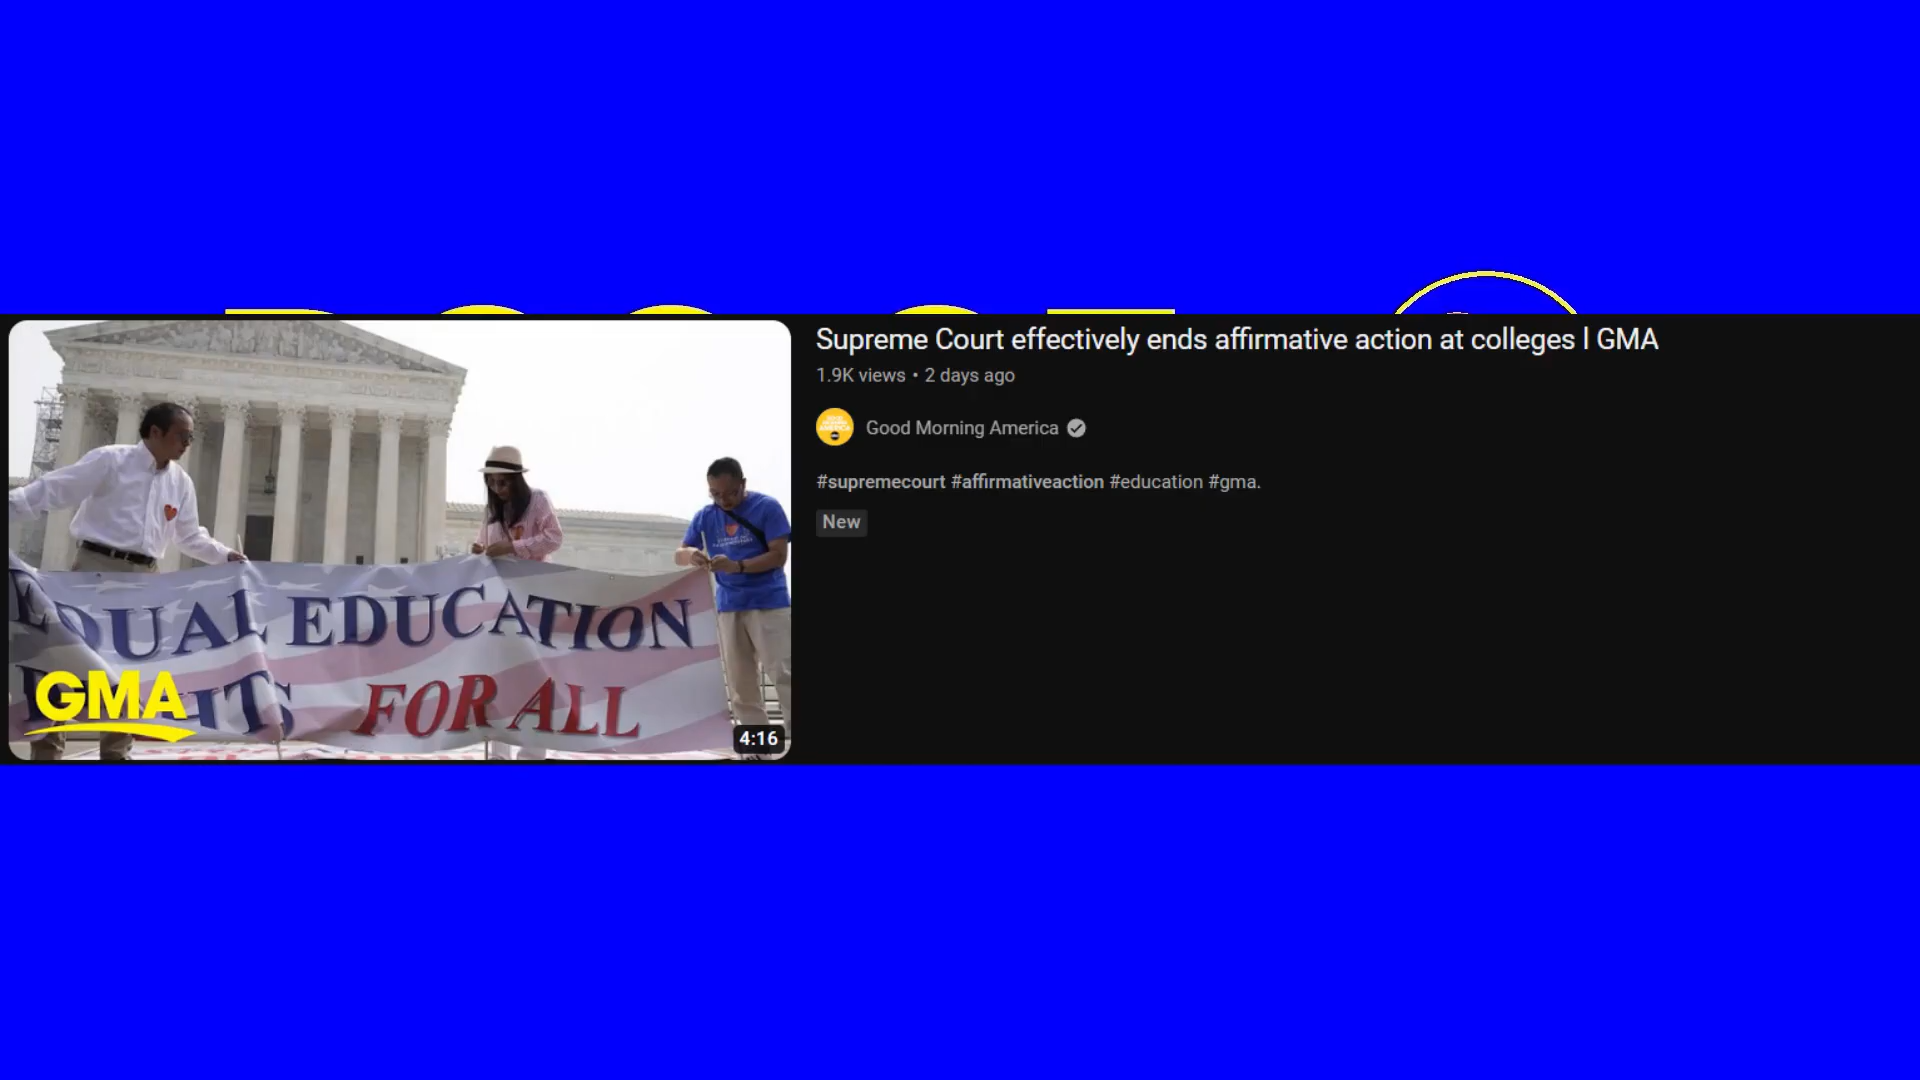 Supreme Court effectively ends affirmative action at colleges l GMA
1.9K views • 2 days ago
Good Morning America
#supremecourt #affirmativeaction #education #gma.
New
EQUAL EDUCATION
FOR ALL
GMA
4:16